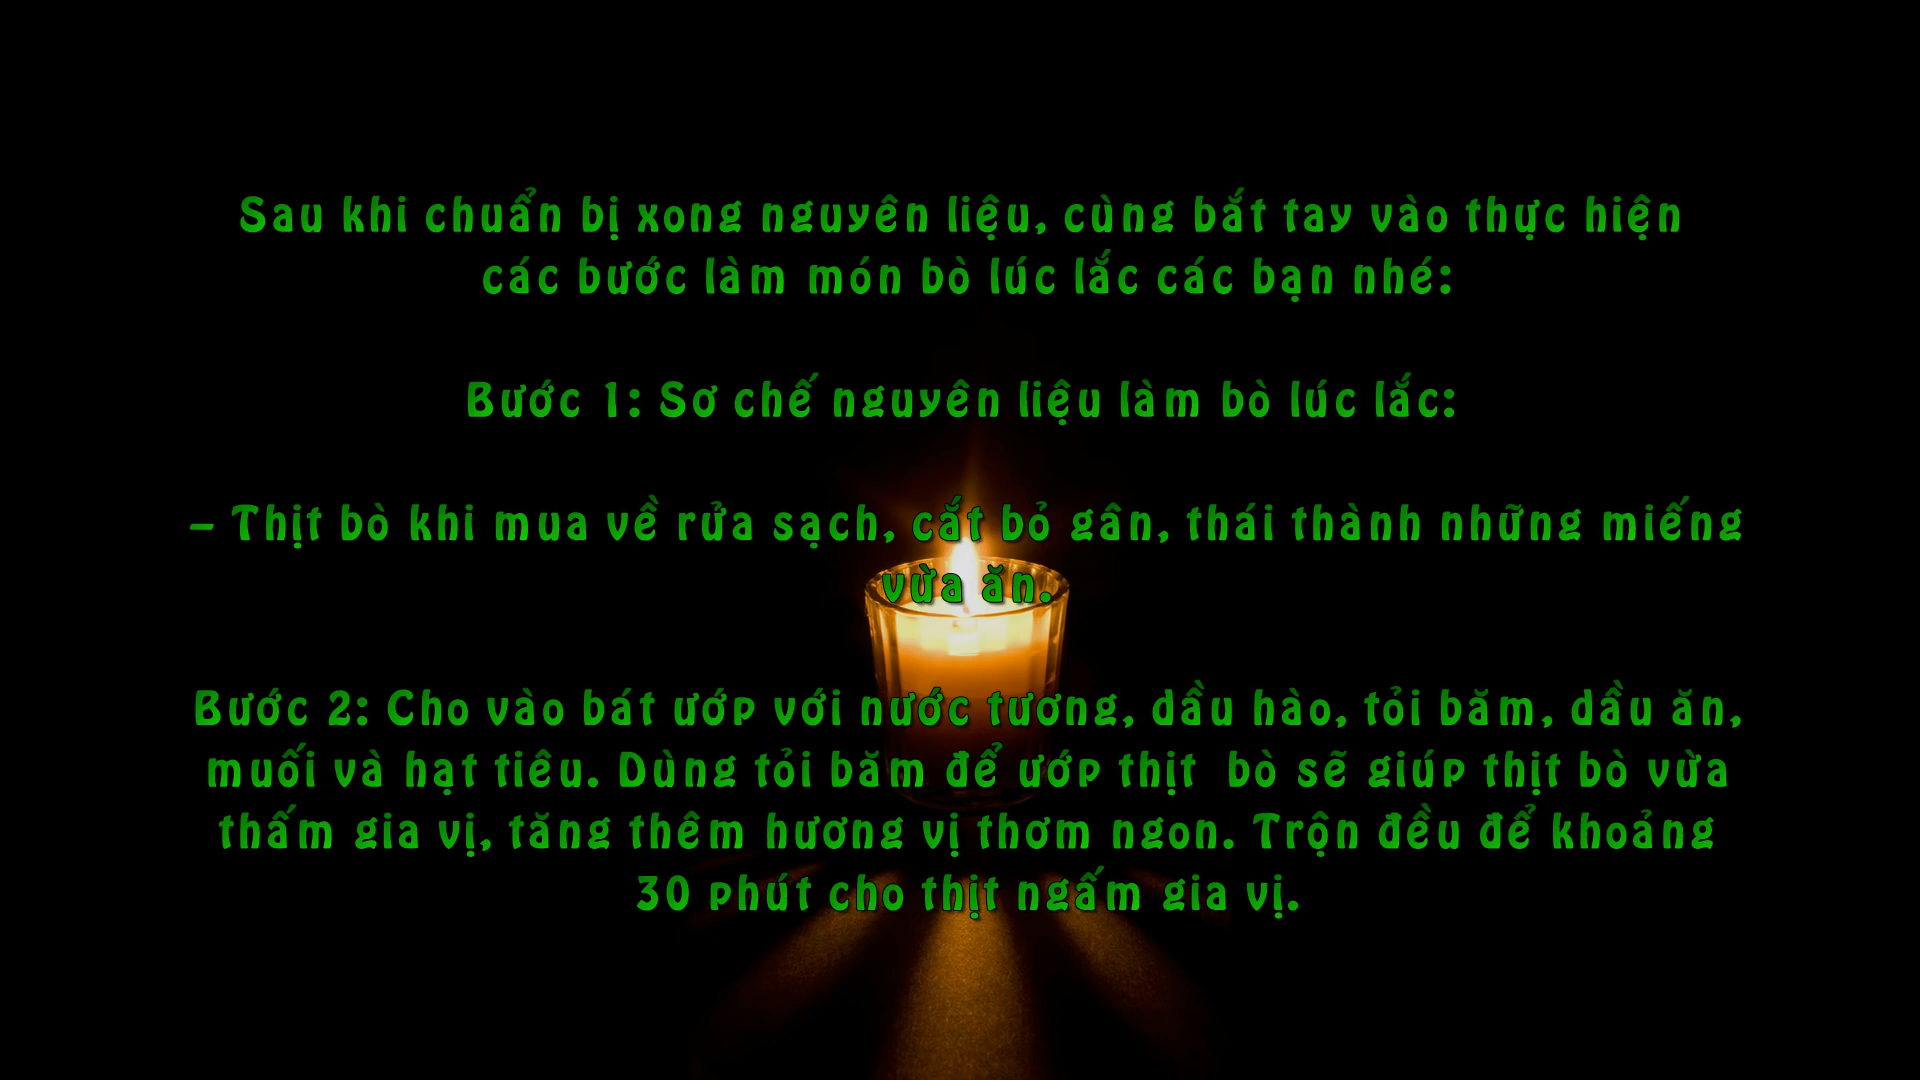 Sau khi chuẩn bị xong nguyên liệu, cùng bắt tay vào thực hiện
các bước làm món bò lúc lắc các bạn nhé:
Bước 1: Sơ chế nguyên liệu làm bò lúc lắc:
– Thịt bò khi mua về rửa sạch, cắt bỏ gân, thái thành những miếng
vừa ăn.
Bước 2: Cho vào bát ướp với nước tương, dầu hào, tỏi băm, dầu ăn,
muối và hạt tiêu. Dùng tỏi băm để ướp thịt  bò sẽ giúp thịt bò vừa
thấm gia vị, tăng thêm hương vị thơm ngon. Trộn đều để khoảng
30 phút cho thịt ngấm gia vị.